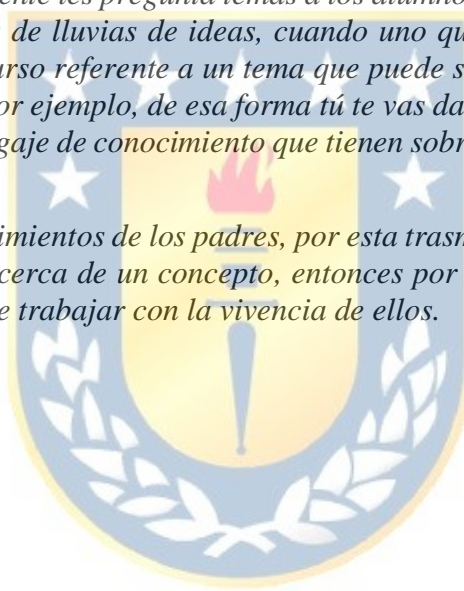 ente les pregunta temas a los alumno
de lluvias de ideas, cuando uno qu
urso referente a un tema que puede s
or ejemplo, de esa forma tú te vas da
gaje de conocimiento que tienen sobr
imientos de los padres, por esta trasm
cerca de un concepto, entonces por
e trabajar con la vivencia de ellos.